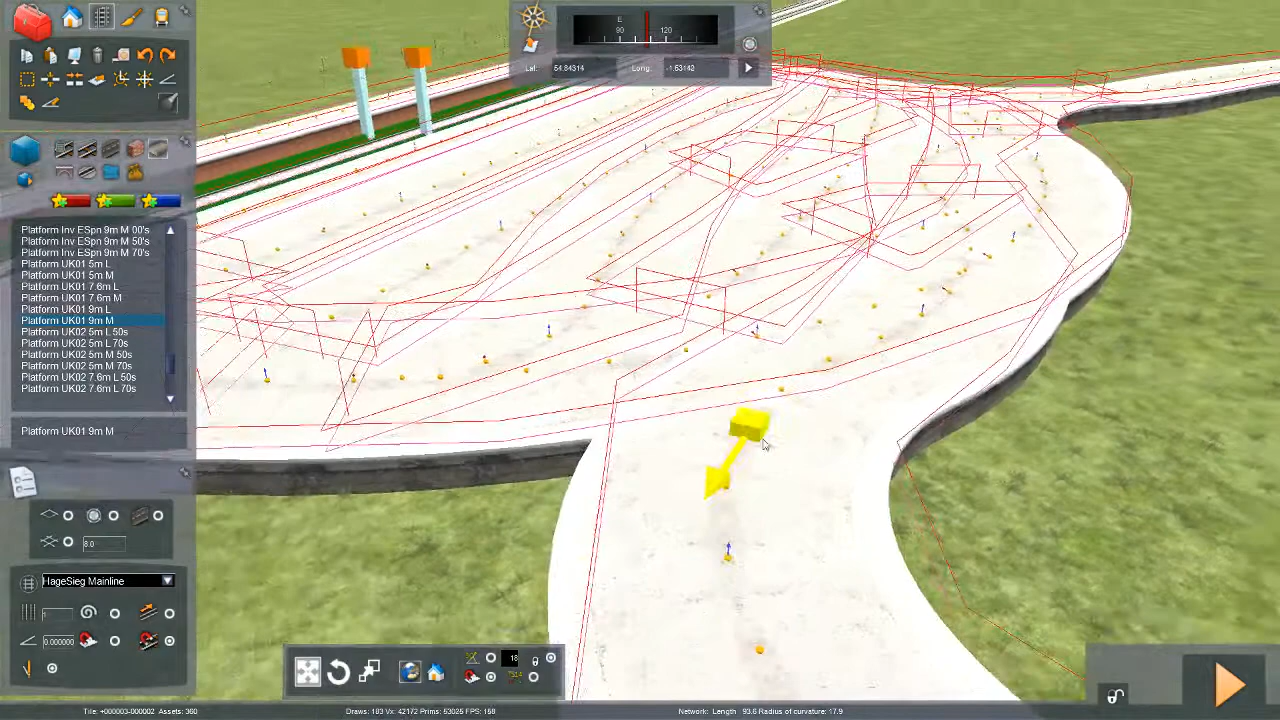 E
90
120
Lat:
54.84314
Long:
-1.53142
Platform Inv ESpn 9m M 00's
Platform Inv ESpn 9m M 50's
Platform Inv ESpn 9m M 70's
Platform UK01 5m L
Platform UK01 5m M
Platform UK01 7.6m L
Platform UK01 7.6m M
Platform UK01 9m L
Platform UK01 9m M
Platform UK02 5m L 50s
Platform UK02 5m L 70s
Platform UK02 5m M 50s
Platform UK02 5m M 70s
Platform UK02 7.6m L 50s
Platform UK02 7.6m L 70s
Platform UK01 9m M
8.0
HageSieg Mainline
0.000000
18
Tile: +000003-000002 Assets: 360
Draws: 183 Vx: 42172 Prims: 53025 FPS: 158
Network: Length 93.6 Radius of curvature: 17.9